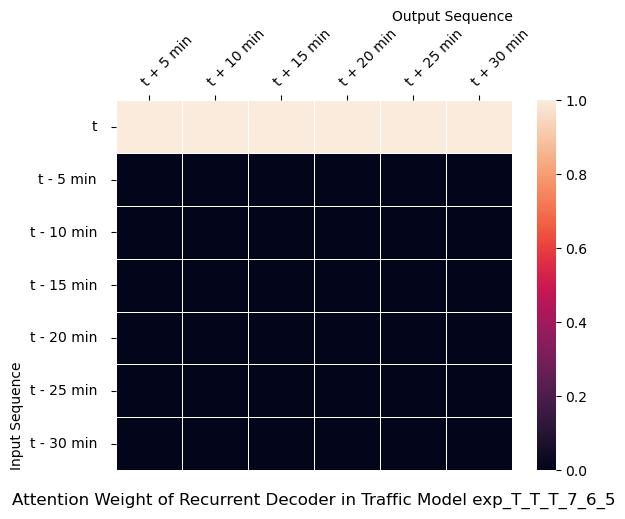 Output Sequence
t + 5 min
t + 10 min
t + 15 min
t + 20 min
t + 25 min
t + 30 min
t
t - 5 min
t - 10 min
t - 15 min
t - 20 min
t - 25 min
t - 30 min
Input Sequence
1.0
0.8
0.6
0.4
0.2
0.0
Attention Weight of Recurrent Decoder in Traffic Model exp_T_T_T_7_6_5